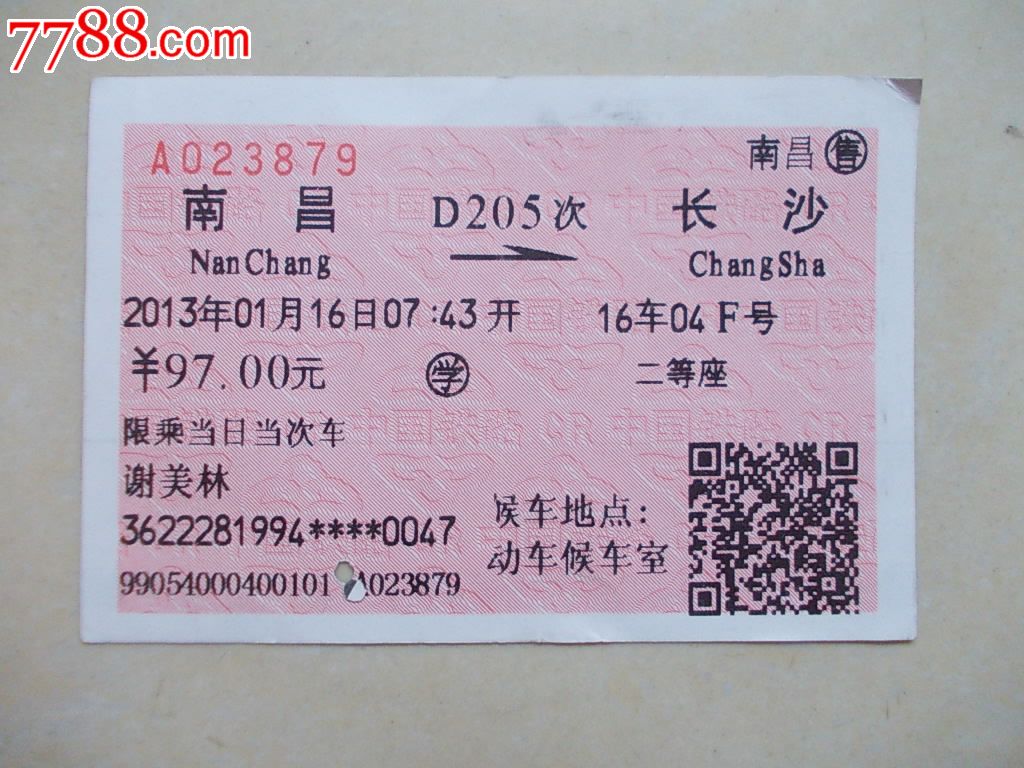 7788.com
A023879
南昌售
南昌 D205次 长沙
NanChang ChangSha
2013年01月16日07:43开 16车04F号
¥97.00元 学 二等座
限乘当日当次车
谢美林
候车地点:
3622281994****0047
动车候车室
99054000400101 A023879